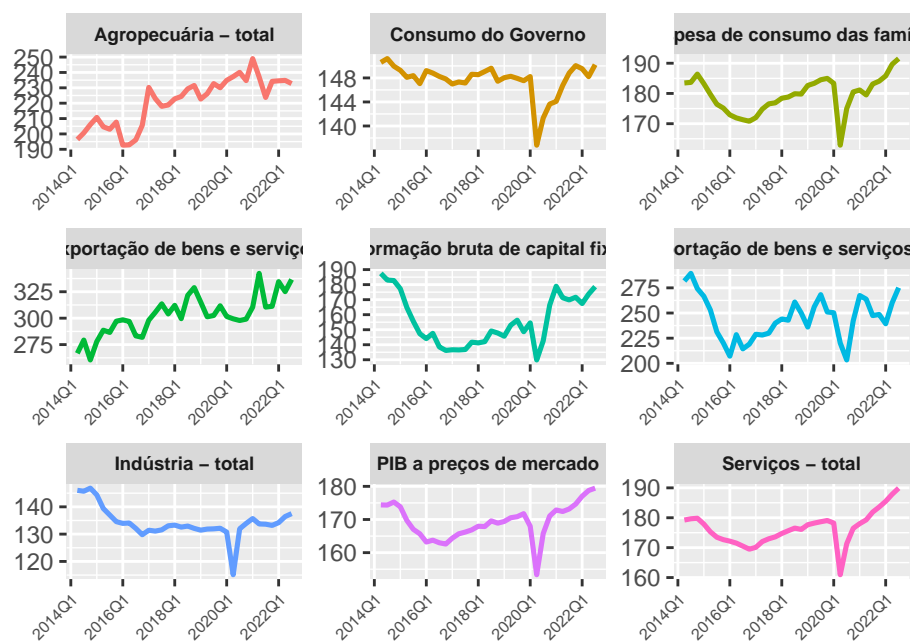 Agropecuária − total
Consumo do Governo
pesa de consumo das famí
250
240
230
220
210
200
190
148
144
140
190
180
170
2014Q1
2016Q1
2018Q1
2020Q1
2022Q1
2014Q1
2016Q1
2018Q1
2020Q1
2022Q1
2014Q1
2016Q1
2018Q1
2020Q1
2022Q1
xportação de bens e serviço
ormação bruta de capital fix
ortação de bens e serviços
325
300
275
190
180
170
160
150
140
130
275
250
225
200
2014Q1
2016Q1
2018Q1
2020Q1
2022Q1
2014Q1
2016Q1
2018Q1
2020Q1
2022Q1
2014Q1
2016Q1
2018Q1
2020Q1
2022Q1
Indústria − total
PIB a preços de mercado
Serviços − total
140
130
120
180
170
160
190
180
170
160
2014Q1
2016Q1
2018Q1
2020Q1
2022Q1
2014Q1
2016Q1
2018Q1
2020Q1
2022Q1
2014Q1
2016Q1
2018Q1
2020Q1
2022Q1